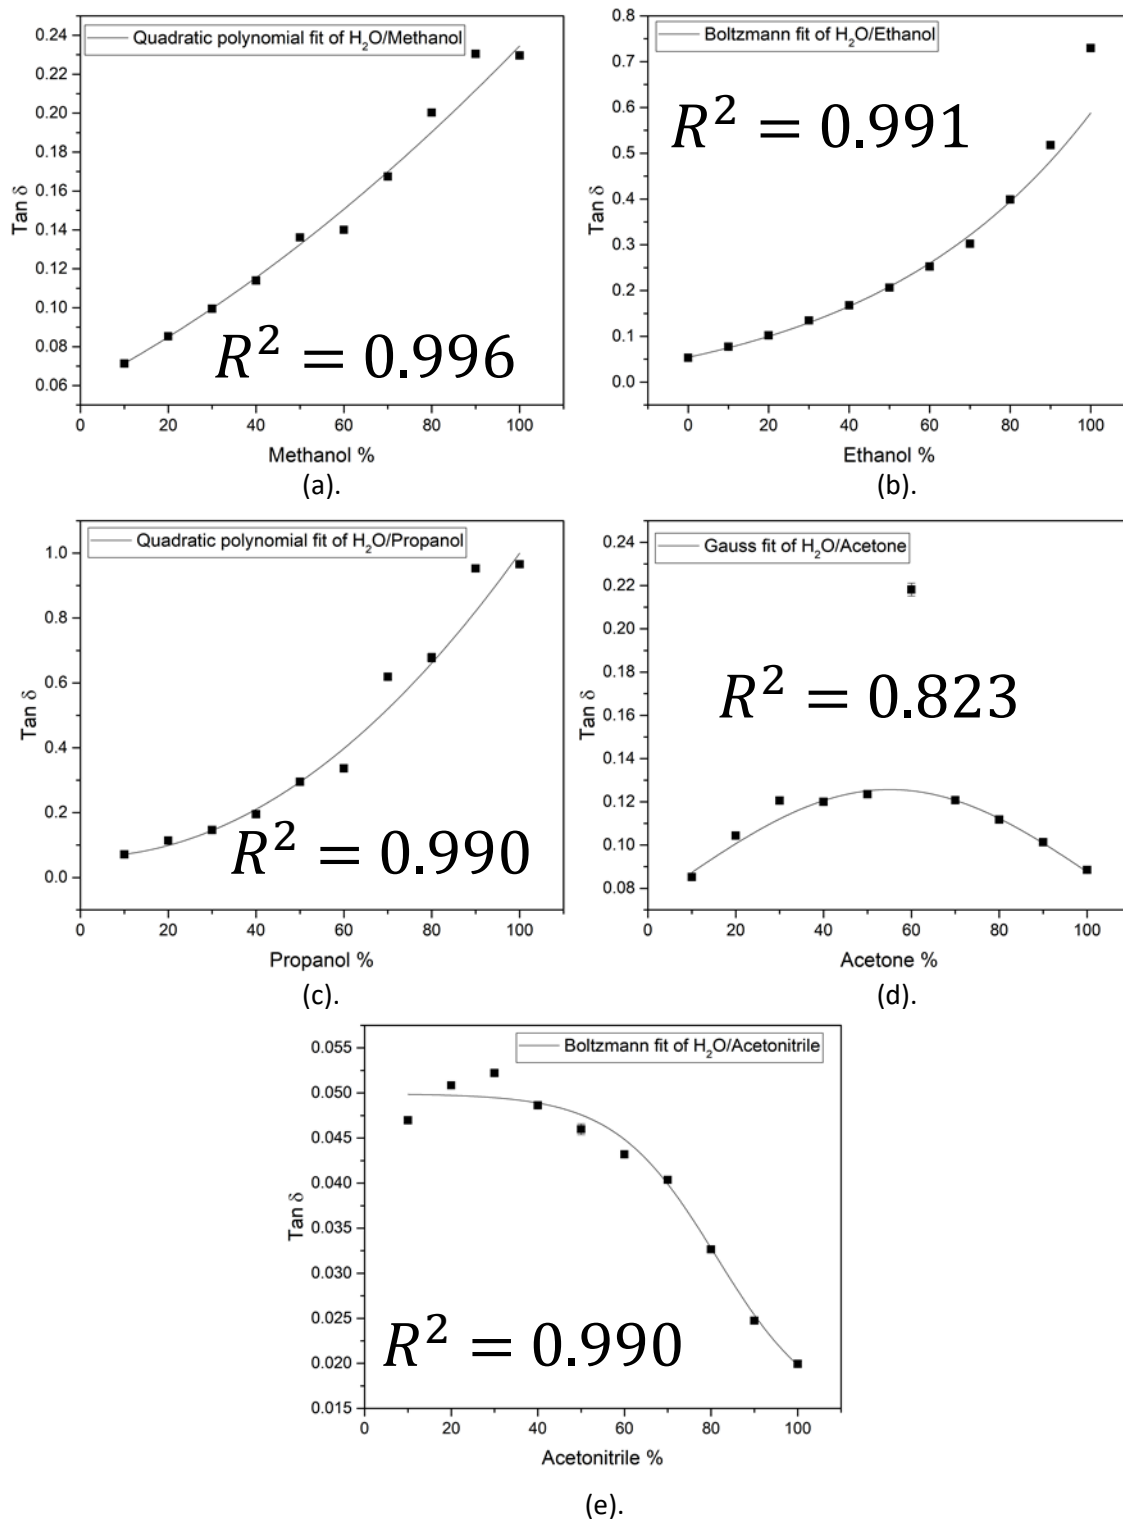 Quadratic polynomial fit of H₂O/Methanol
0.24
0.22
0.20
0.18
0.16
0.14
0.12
0.10
0.08
0.06
Tan δ
R² = 0.996
0 20 40 60 80 100
Methanol %
(a).
Boltzmann fit of H₂O/Ethanol
0.8
0.7
0.6
0.5
0.4
0.3
0.2
0.1
0.0
Tan δ
R² = 0.991
0 20 40 60 80 100
Ethanol %
(b).
Quadratic polynomial fit of H₂O/Propanol
1.0
0.8
0.6
0.4
0.2
0.0
Tan δ
R² = 0.990
0 20 40 60 80 100
Propanol %
(c).
Gauss fit of H₂O/Acetone
0.24
0.22
0.20
0.18
0.16
0.14
0.12
0.10
0.08
Tan δ
R² = 0.823
0 20 40 60 80 100
Acetone %
(d).
Boltzmann fit of H₂O/Acetonitrile
0.055
0.050
0.045
0.040
0.035
0.030
0.025
0.020
0.015
Tan δ
R² = 0.990
0 20 40 60 80 100
Acetonitrile %
(e).